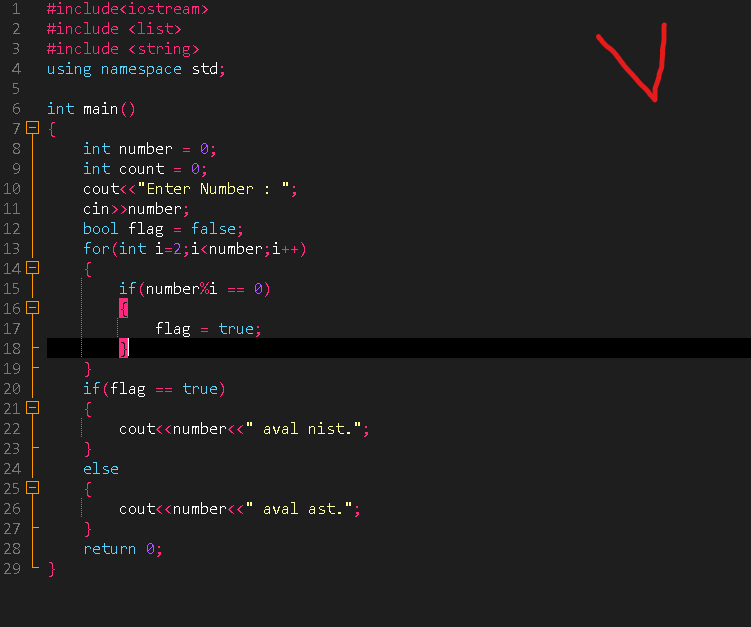 1 #include<iostream>
2 #include <list>
3 #include <string>
4 using namespace std;
5
6 int main()
7 {
8 int number = 0;
9 int count = 0;
10 cout<<"Enter Number : ";
11 cin>>number;
12 bool flag = false;
13 for(int i=2;i<number;i++)
14 {
15 if(number%i == 0)
16 {
17 flag = true;
18 }
19 }
20 if(flag == true)
21 {
22 cout<<number<<" aval nist.";
23 }
24 else
25 {
26 cout<<number<<" aval ast.";
27 }
28 return 0;
29 }